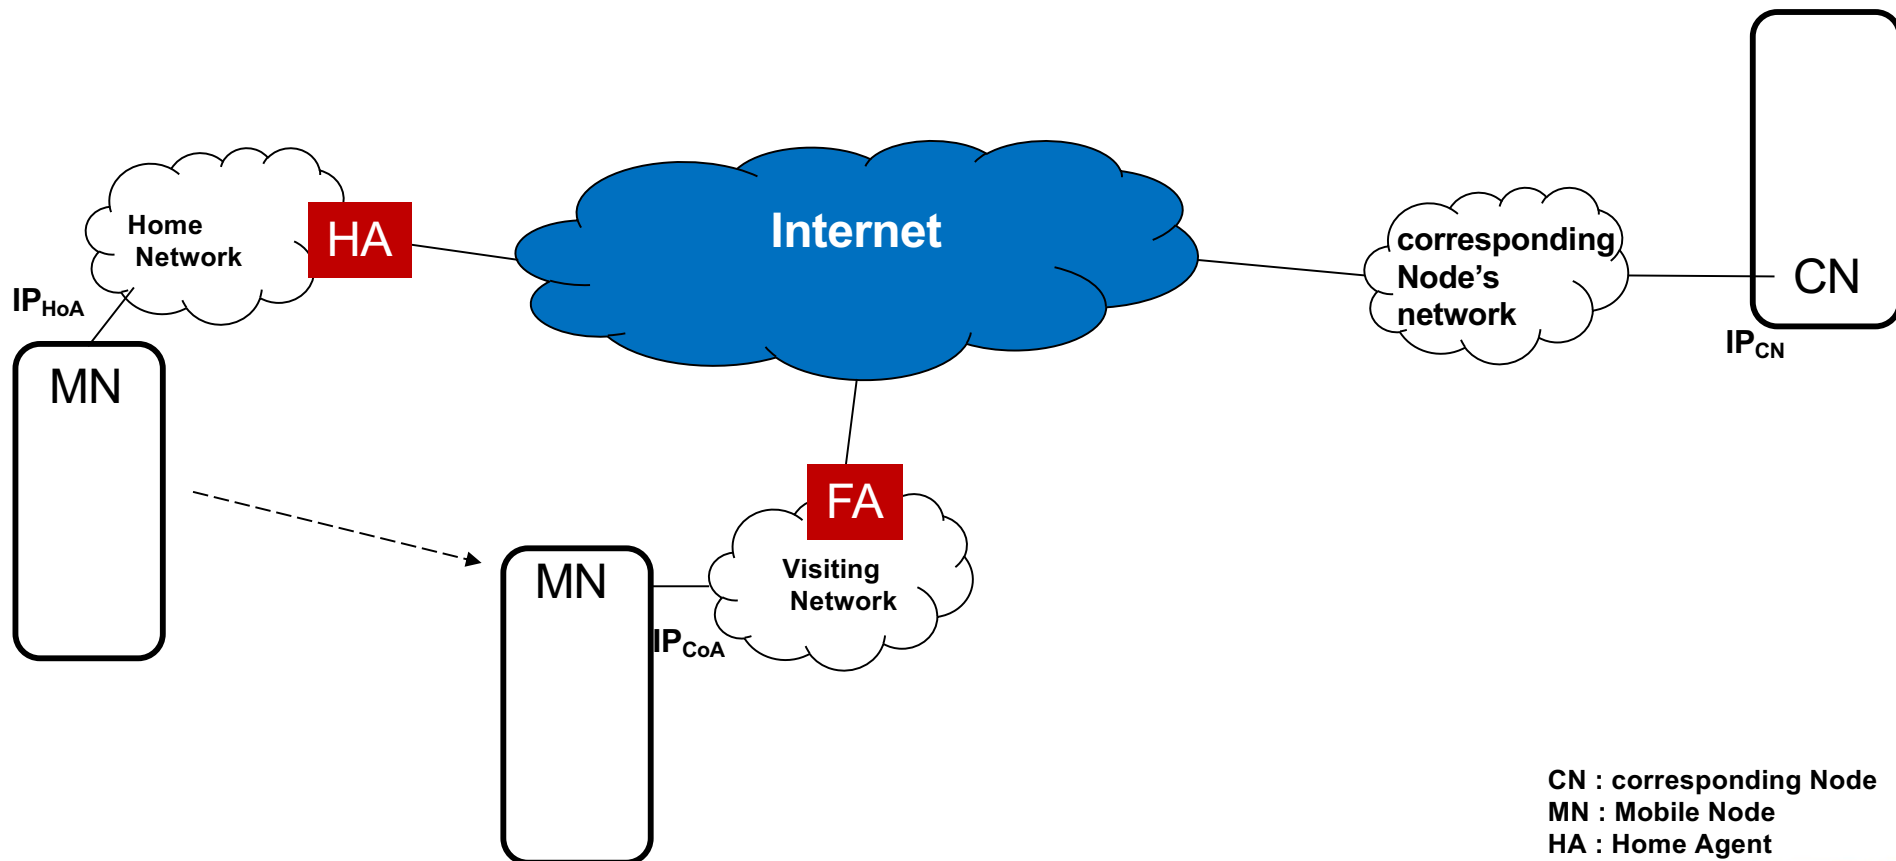 Home
Network
HA
Internet
corresponding
Node's
network
CN
IPHoA
IPCN
MN
FA
MN
Visiting
Network
IPCoA
CN : corresponding Node
MN : Mobile Node
HA : Home Agent